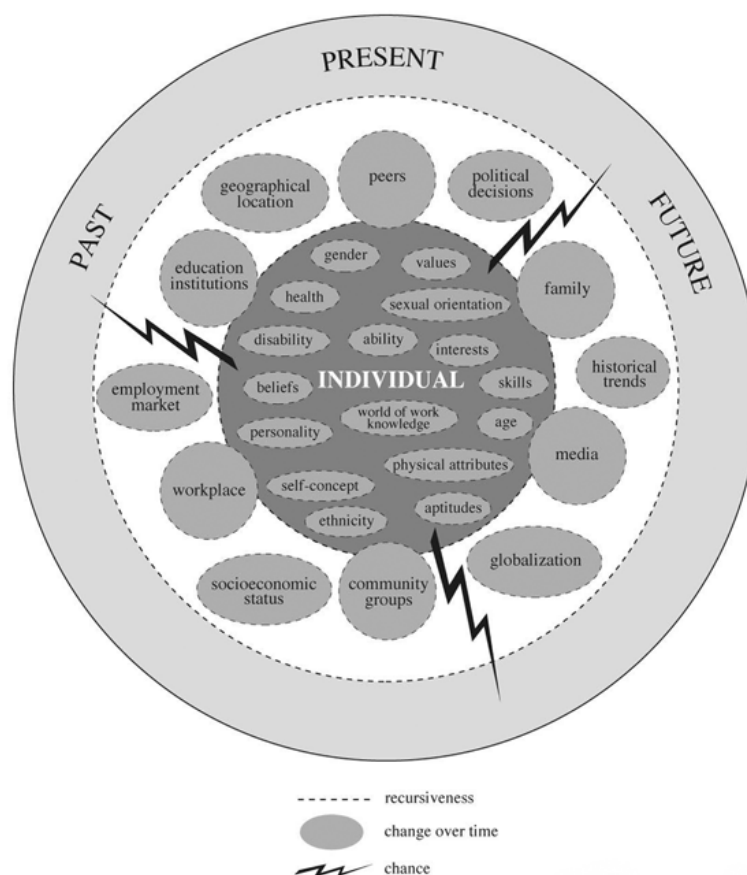 PRESENT
PAST
FUTURE
peers
political
decisions
geographical
location
education
institutions
family
gender
values
health
sexual orientation
disability
ability
interests
historical
trends
employment
market
INDIVIDUAL
beliefs
skills
world of work
knowledge
age
personality
media
physical attributes
workplace
self-concept
aptitudes
ethnicity
globalization
socioeconomic
status
community
groups
recursiveness
change over time
chance